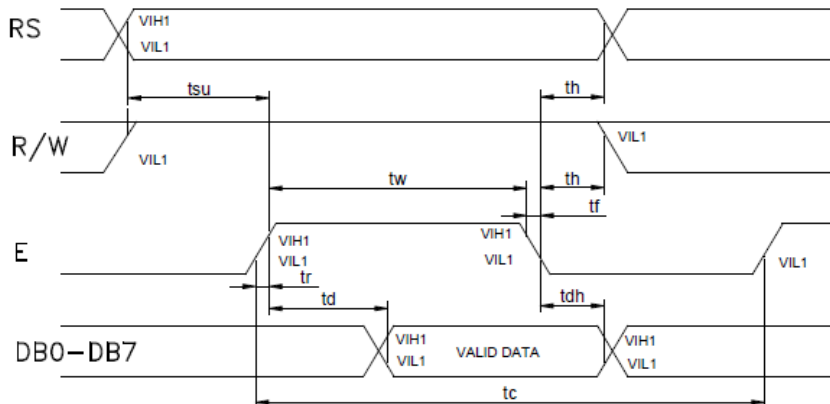 RS
VIH1
VIL1
tsu
th
R/W
VIL1
VIL1
tw
th
tf
E
VIH1
VIL1
VIH1
VIL1
VIL1
tr
td
tdh
DB0-DB7
VIH1
VIL1
VALID DATA
VIH1
VIL1
tc